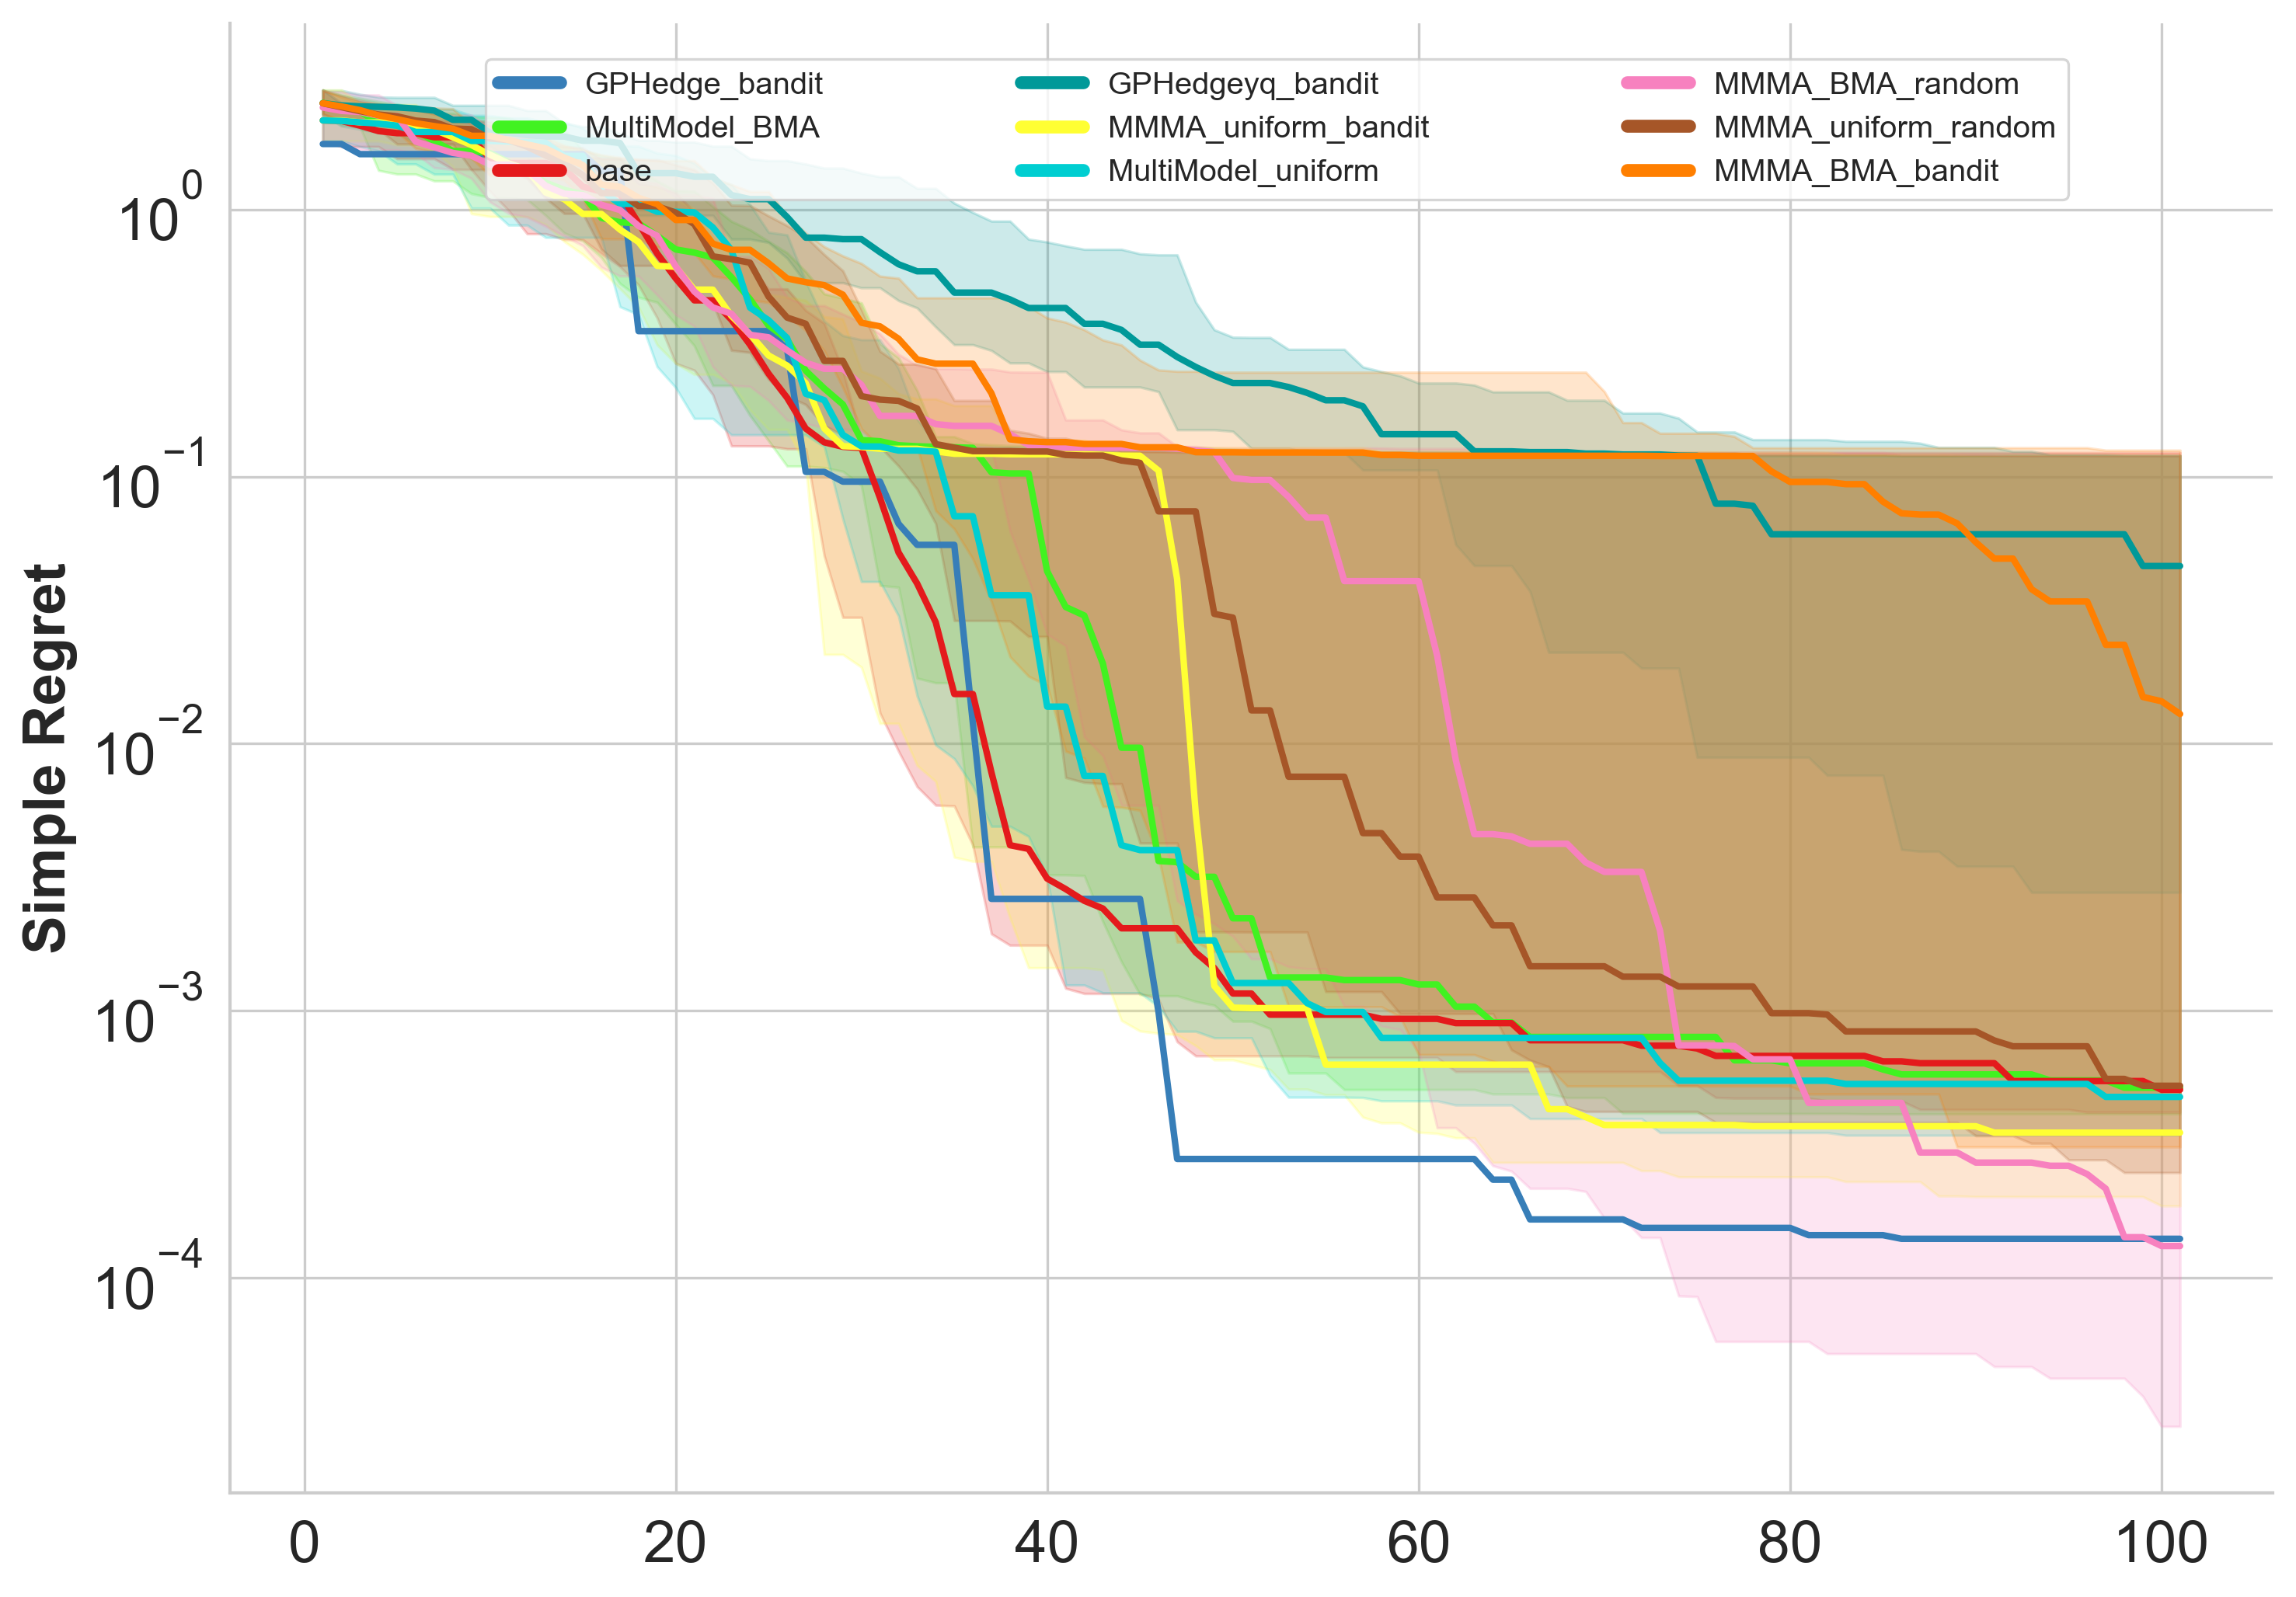 GPHedge_bandit GPHedgeyq_bandit MMMA_BMA_random
MultiModel_BMA MMMA_uniform_bandit MMMA_uniform_random
base MultiModel_uniform MMMA_BMA_bandit
10^0
10^−1
10^−2
10^−3
10^−4
Simple Regret
0 20 40 60 80 100